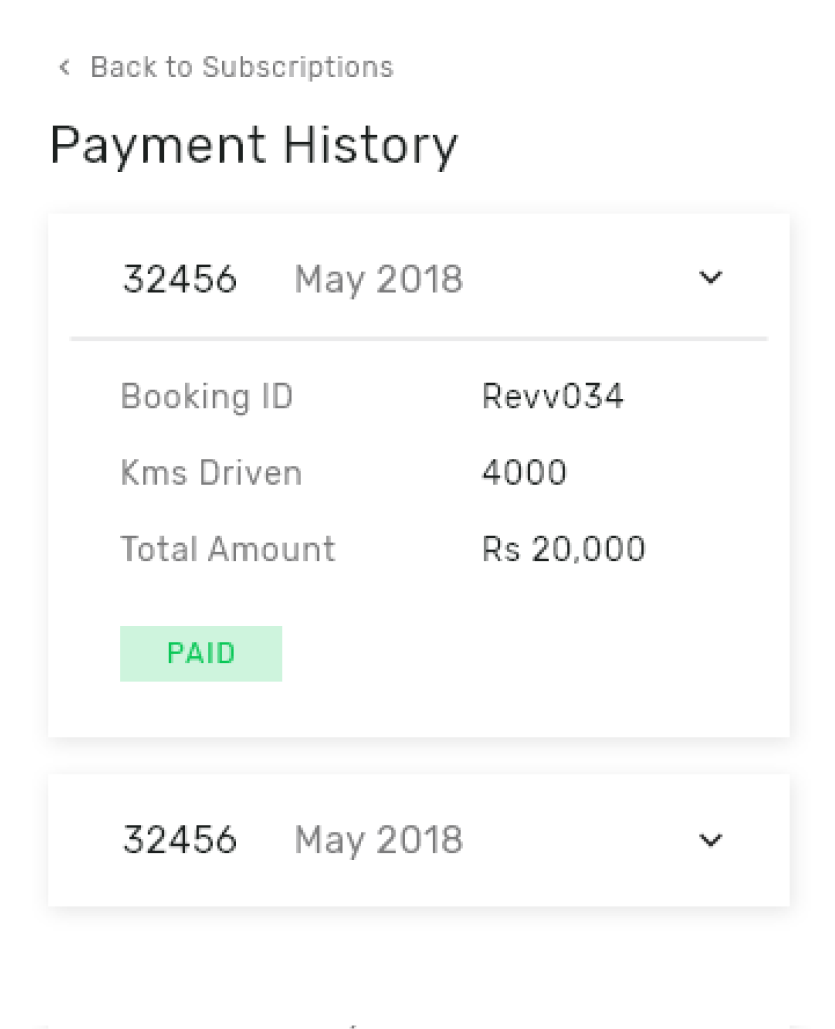 Back to Subscriptions
Payment History
32456 May 2018
Booking ID Revv034
Kms Driven 4000
Total Amount Rs 20,000
PAID
32456 May 2018